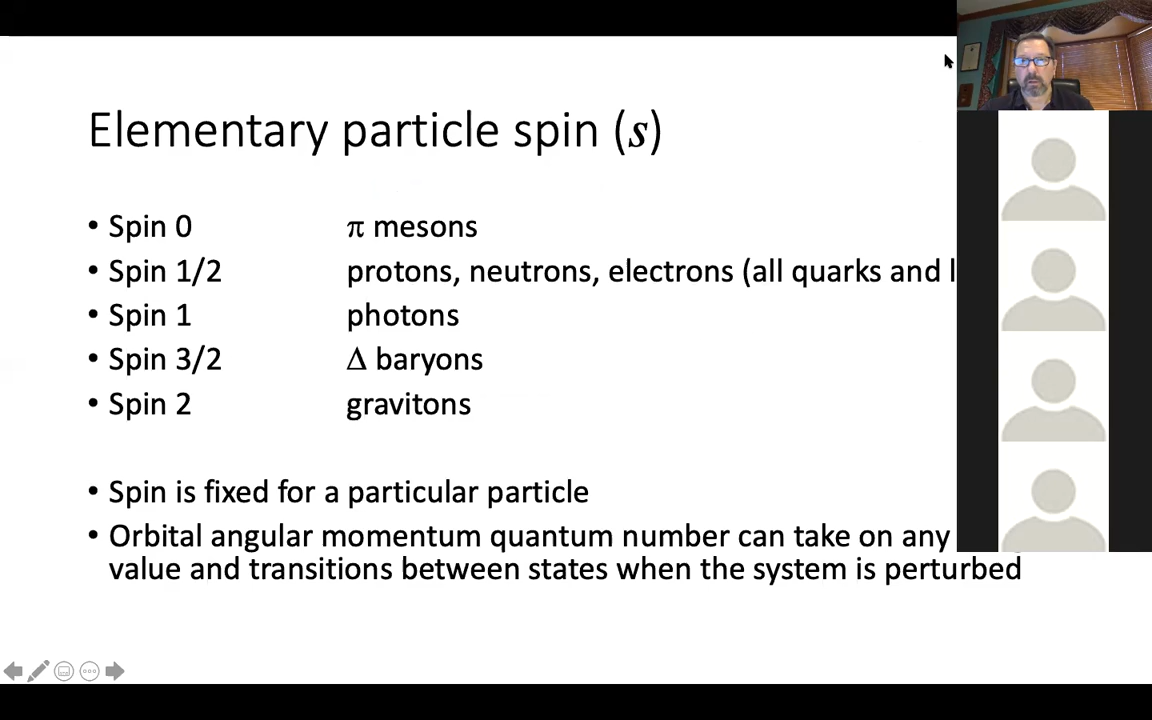 Elementary particle spin (s)
• Spin 0 π mesons
• Spin 1/2 protons, neutrons, electrons (all quarks and l
• Spin 1 photons
• Spin 3/2 Δ baryons
• Spin 2 gravitons
• Spin is fixed for a particular particle
• Orbital angular momentum quantum number can take on any
value and transitions between states when the system is perturbed